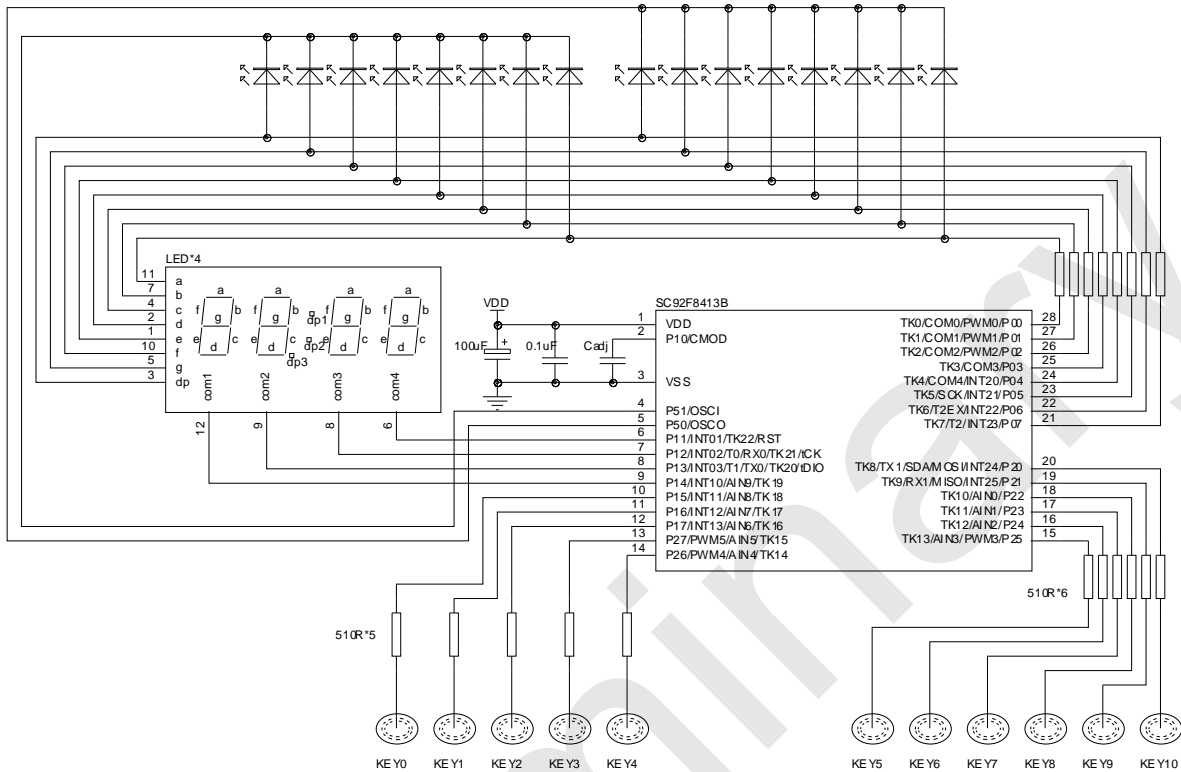 LED*4
11 a
7 b
4 c
2 d
1 e
10 f
5 g
3 dp
a a a a
f g b f g b f g b f g b
e d c e d c e d c e d c
dp1
dp2
dp3
com1 com2 com3 com4
12 9 8 6
VDD
100uF + 0.1uF Cadj
SC92F8413B
1 VDD
2 P10/CMOD
3 VSS
4 P51/OSCI
5 P50/OSCO
6 P11/INT01/TK22/RST
7 P12/INT02/T0/RX0/TK21/tCK
8 P13/INT03/T1/TX0/TK20/tDIO
9 P14/INT10/AIN9/TK19
10 P15/INT11/AIN8/TK18
11 P16/INT12/AIN7/TK17
12 P17/INT13/AIN6/TK16
13 P27/PWM5/AIN5/TK15
14 P26/PWM4/AIN4/TK14
TK0/COM0/PWM0/P00 28
TK1/COM1/PWM1/P01 27
TK2/COM2/PWM2/P02 26
TK3/COM3/P03 25
TK4/COM4/INT20/P04 24
TK5/SCK/INT21/P05 23
TK6/T2EX/INT22/P06 22
TK7/T2/INT23/P07 21
TK8/TX1/SDA/MOSI/INT24/P20 20
TK9/RX1/MISO/INT25/P21 19
TK10/AIN0/P22 18
TK11/AIN1/P23 17
TK12/AIN2/P24 16
TK13/AIN3/PWM3/P25 15
510R*5
510R*6
KEY0 KEY1 KEY2 KEY3 KEY4 KEY5 KEY6 KEY7 KEY8 KEY9 KEY10
minary